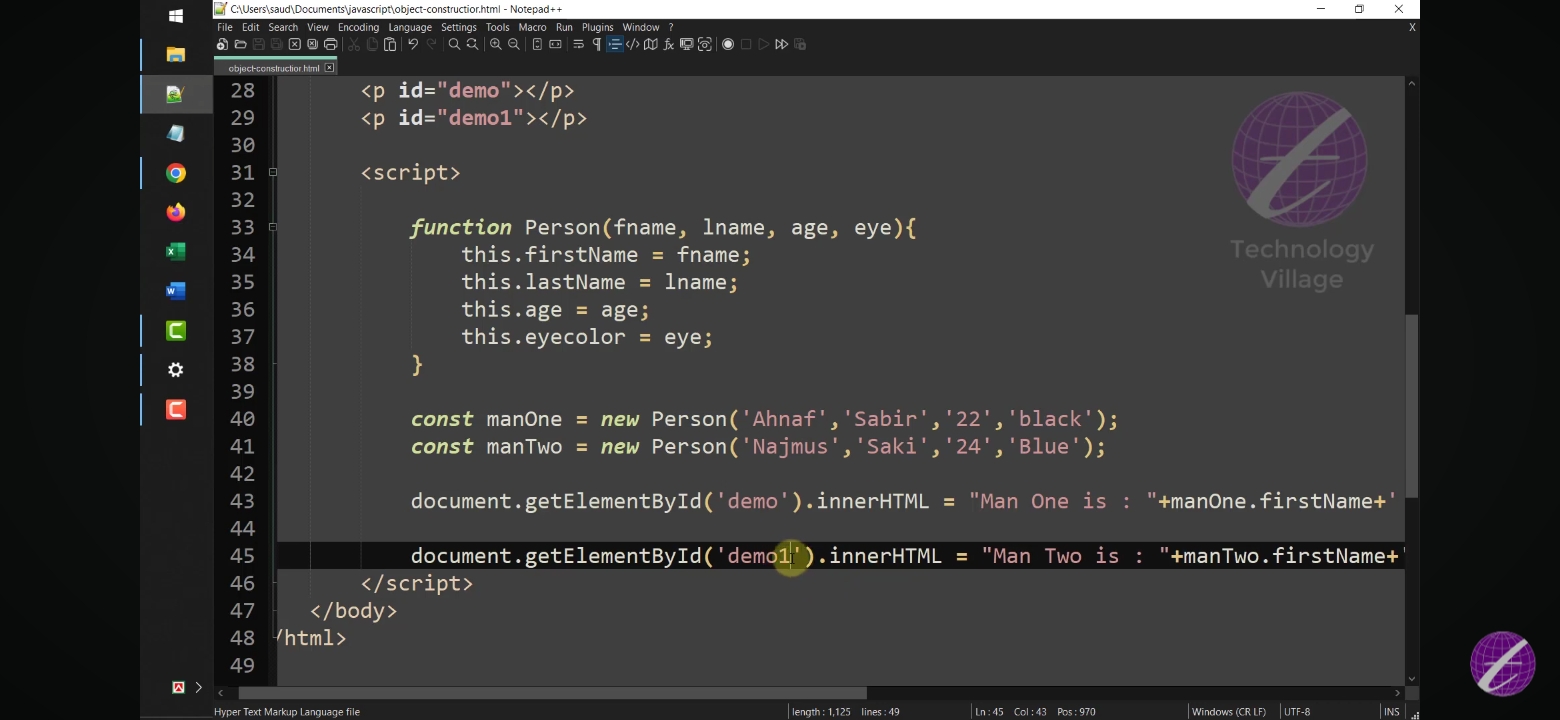 C:\Users\saud\Documents\javascript\object-constructior.html - Notepad++
File Edit Search View Encoding Language Settings Tools Macro Run Plugins Window ? X
object-constructior.html
28 <p id="demo"></p>
29 <p id="demo1"></p>
30
31 <script>
32
33 function Person(fname, lname, age, eye){
34 this.firstName = fname;
35 this.lastName = lname;
36 this.age = age;
37 this.eyecolor = eye;
38 }
39
40 const manOne = new Person('Ahnaf','Sabir','22','black');
41 const manTwo = new Person('Najmus','Saki','24','Blue');
42
43 document.getElementById('demo').innerHTML = "Man One is : "+manOne.firstName+'
44
45 document.getElementById('demo1').innerHTML = "Man Two is : "+manTwo.firstName+'
46 </script>
47 </body>
48 /html>
49
Technology
Village
Hyper Text Markup Language file length : 1,125 lines : 49 Ln : 45 Col : 43 Pos : 970 Windows (CR LF) UTF-8 INS